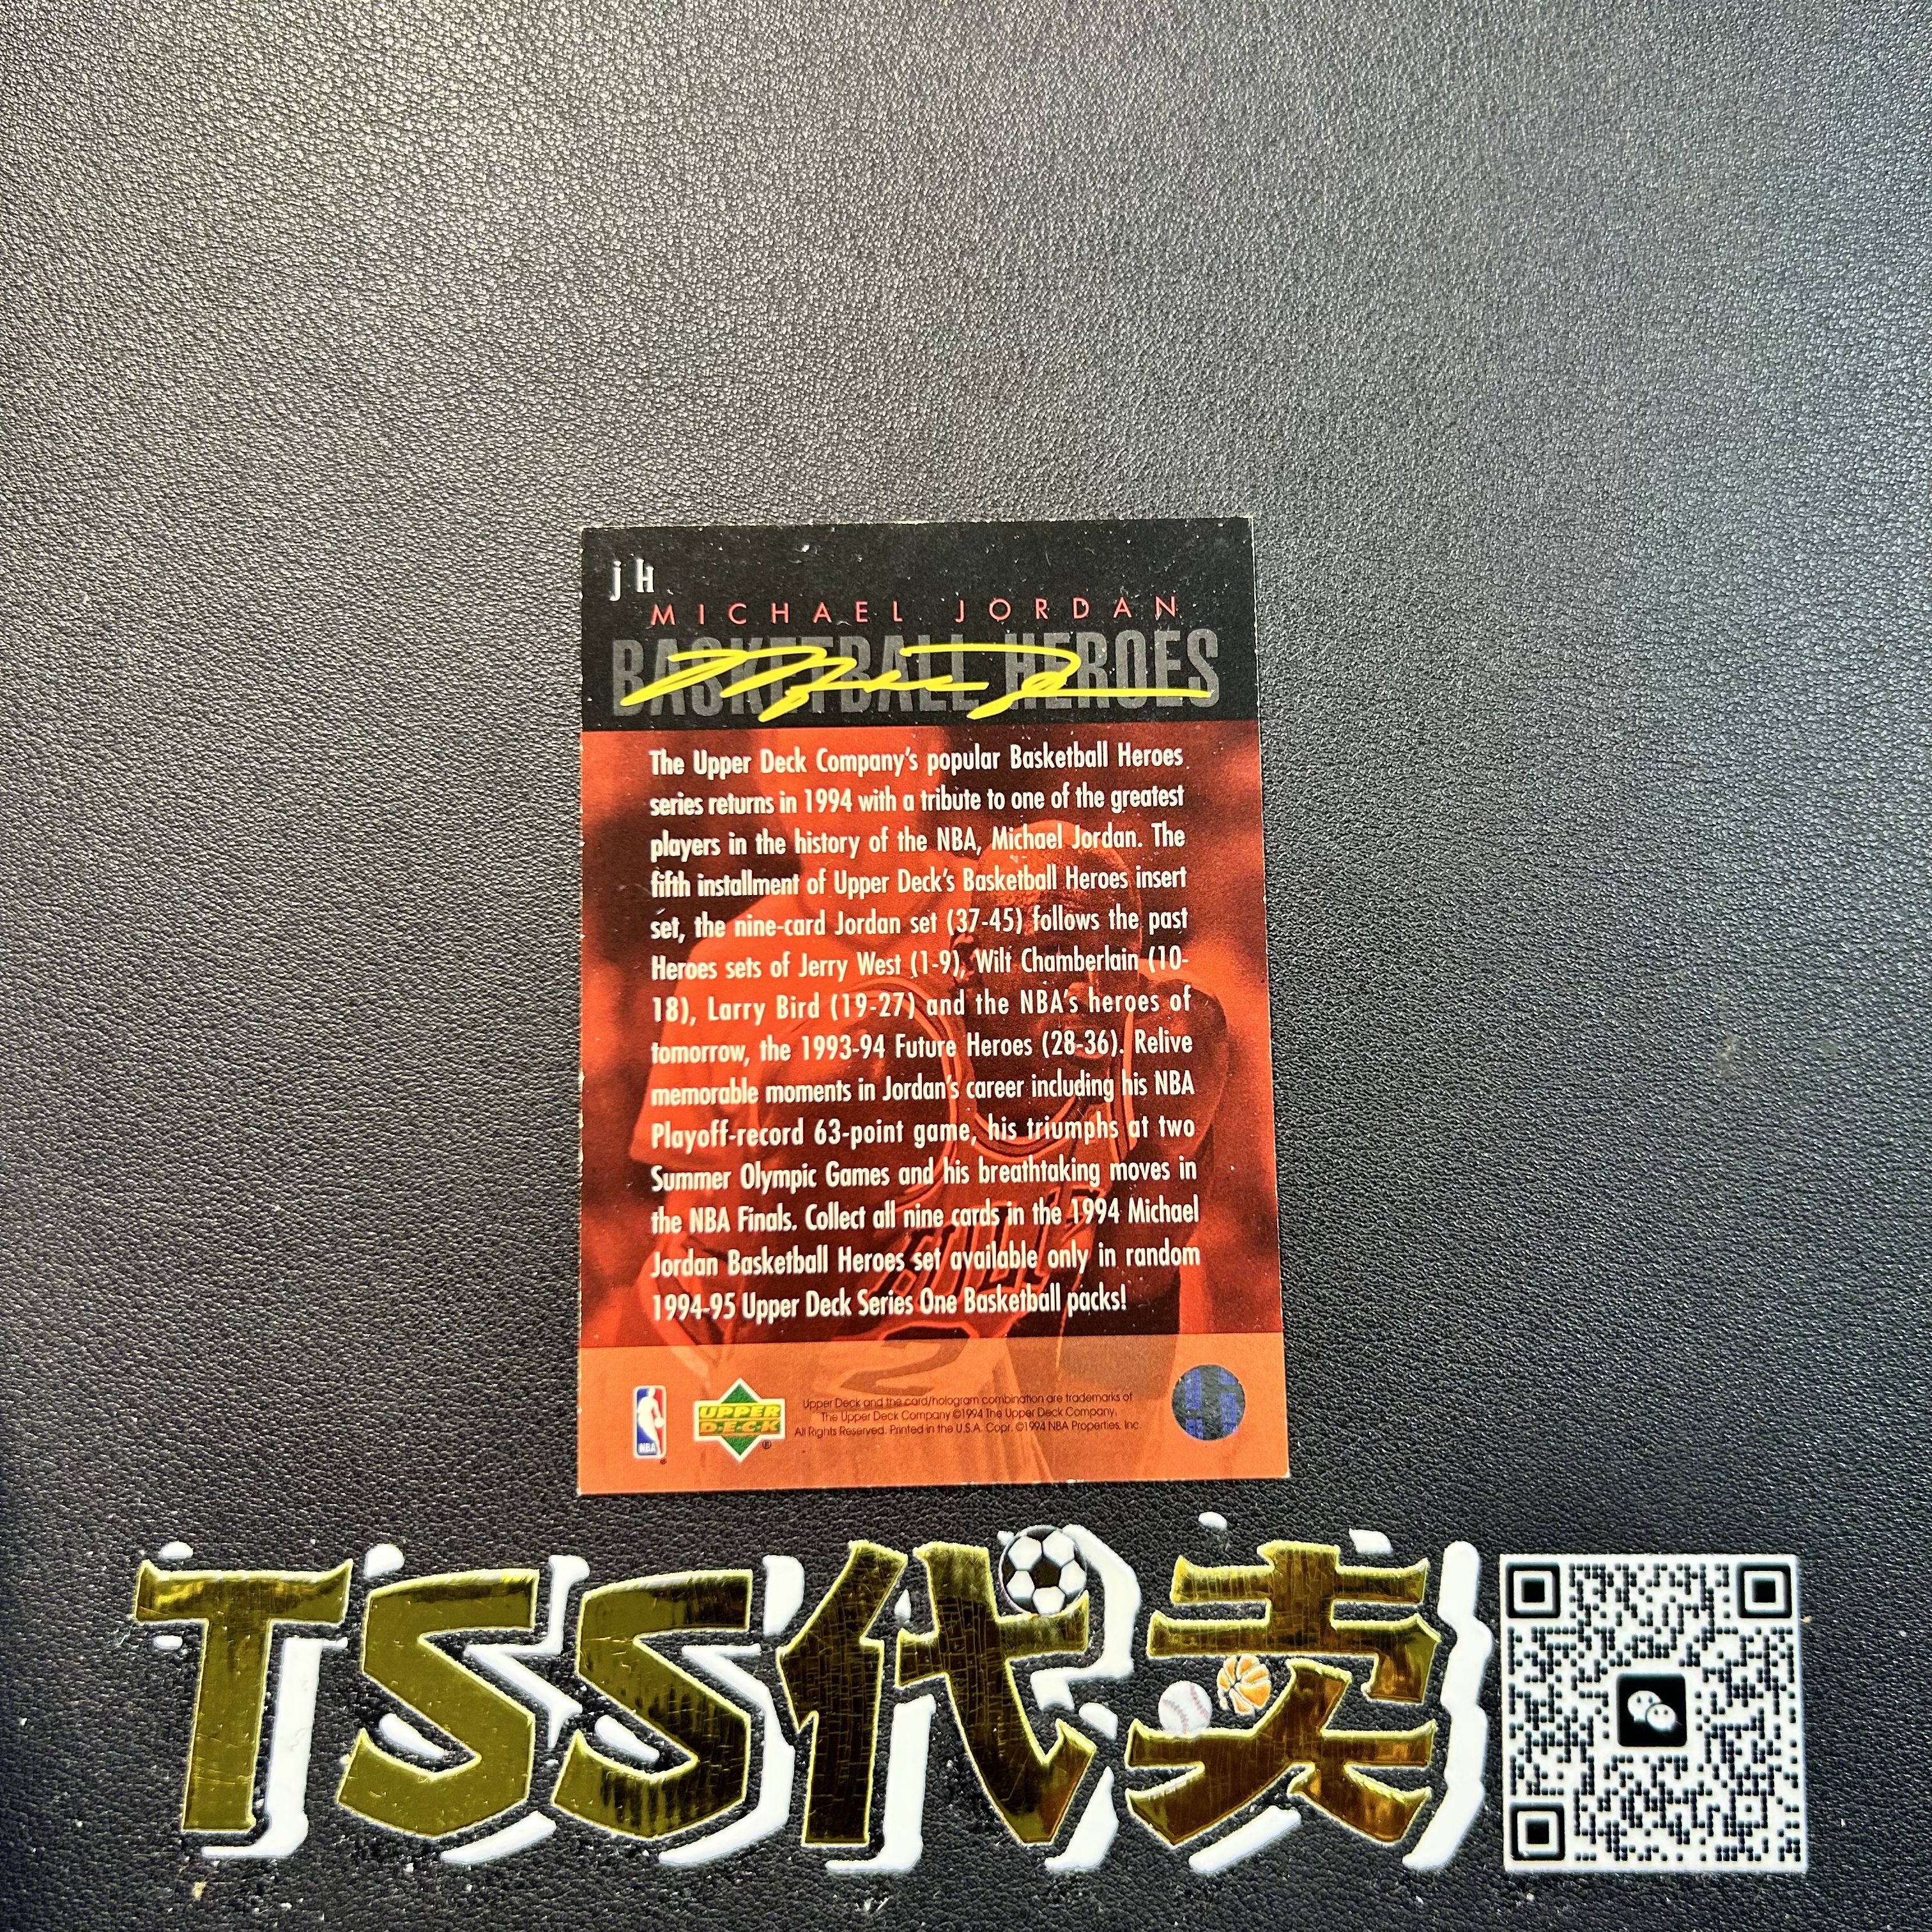 jH
MICHAEL JORDAN
BASKETBALL HEROES
The Upper Deck Company's popular Basketball Heroes
series returns in 1994 with a tribute to one of the greatest
players in the history of the NBA, Michael Jordan. The
fifth installment of Upper Deck's Basketball Heroes insert
set, the nine-card Jordan set (37-45) follows the past
Heroes sets of Jerry West (1-9), Wilt Chamberlain (10-
18), Larry Bird (19-27) and the NBA's heroes of
tomorrow, the 1993-94 Future Heroes (28-36). Relive
memorable moments in Jordan's career including his NBA
Playoff-record 63-point game, his triumphs at two
Summer Olympic Games and his breathtaking moves in
the NBA Finals. Collect all nine cards in the 1994 Michael
Jordan Basketball Heroes set available only in random
1994-95 Upper Deck Series One Basketball packs!
NBA
UPPER
DECK
Upper Deck and the card/hologram combination are trademarks of
The Upper Deck Company ©1994 The Upper Deck Company.
All Rights Reserved. Printed in the U.S.A. Copr. ©1994 NBA Properties, Inc.
TSS代卖